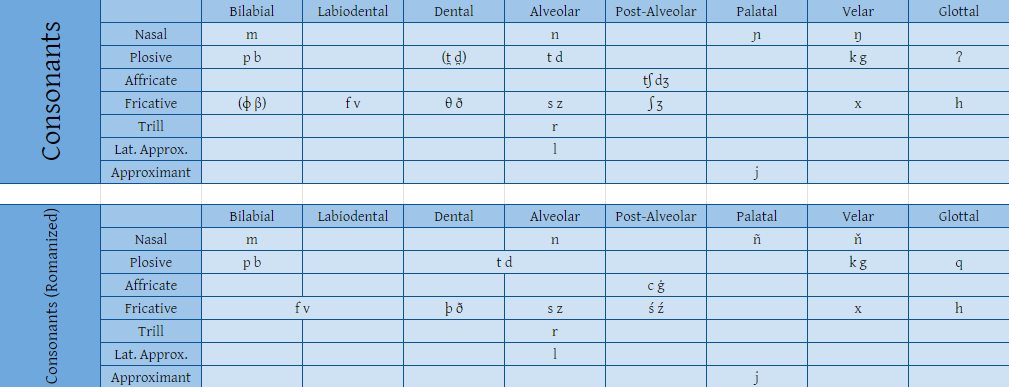 Consonants
Bilabial Labiodental Dental Alveolar Post-Alveolar Palatal Velar Glottal
Nasal m n ɲ ŋ
Plosive p b (t̪ d̪) t d k g ʔ
Affricate tʃ dʒ
Fricative (ɸ β) f v θ ð s z ʃ ʒ x h
Trill r
Lat. Approx. l
Approximant j
Consonants (Romanized)
Bilabial Labiodental Dental Alveolar Post-Alveolar Palatal Velar Glottal
Nasal m n ñ ň
Plosive p b t d k g q
Affricate c ġ
Fricative f v þ ð s z ś ź x h
Trill r
Lat. Approx. l
Approximant j